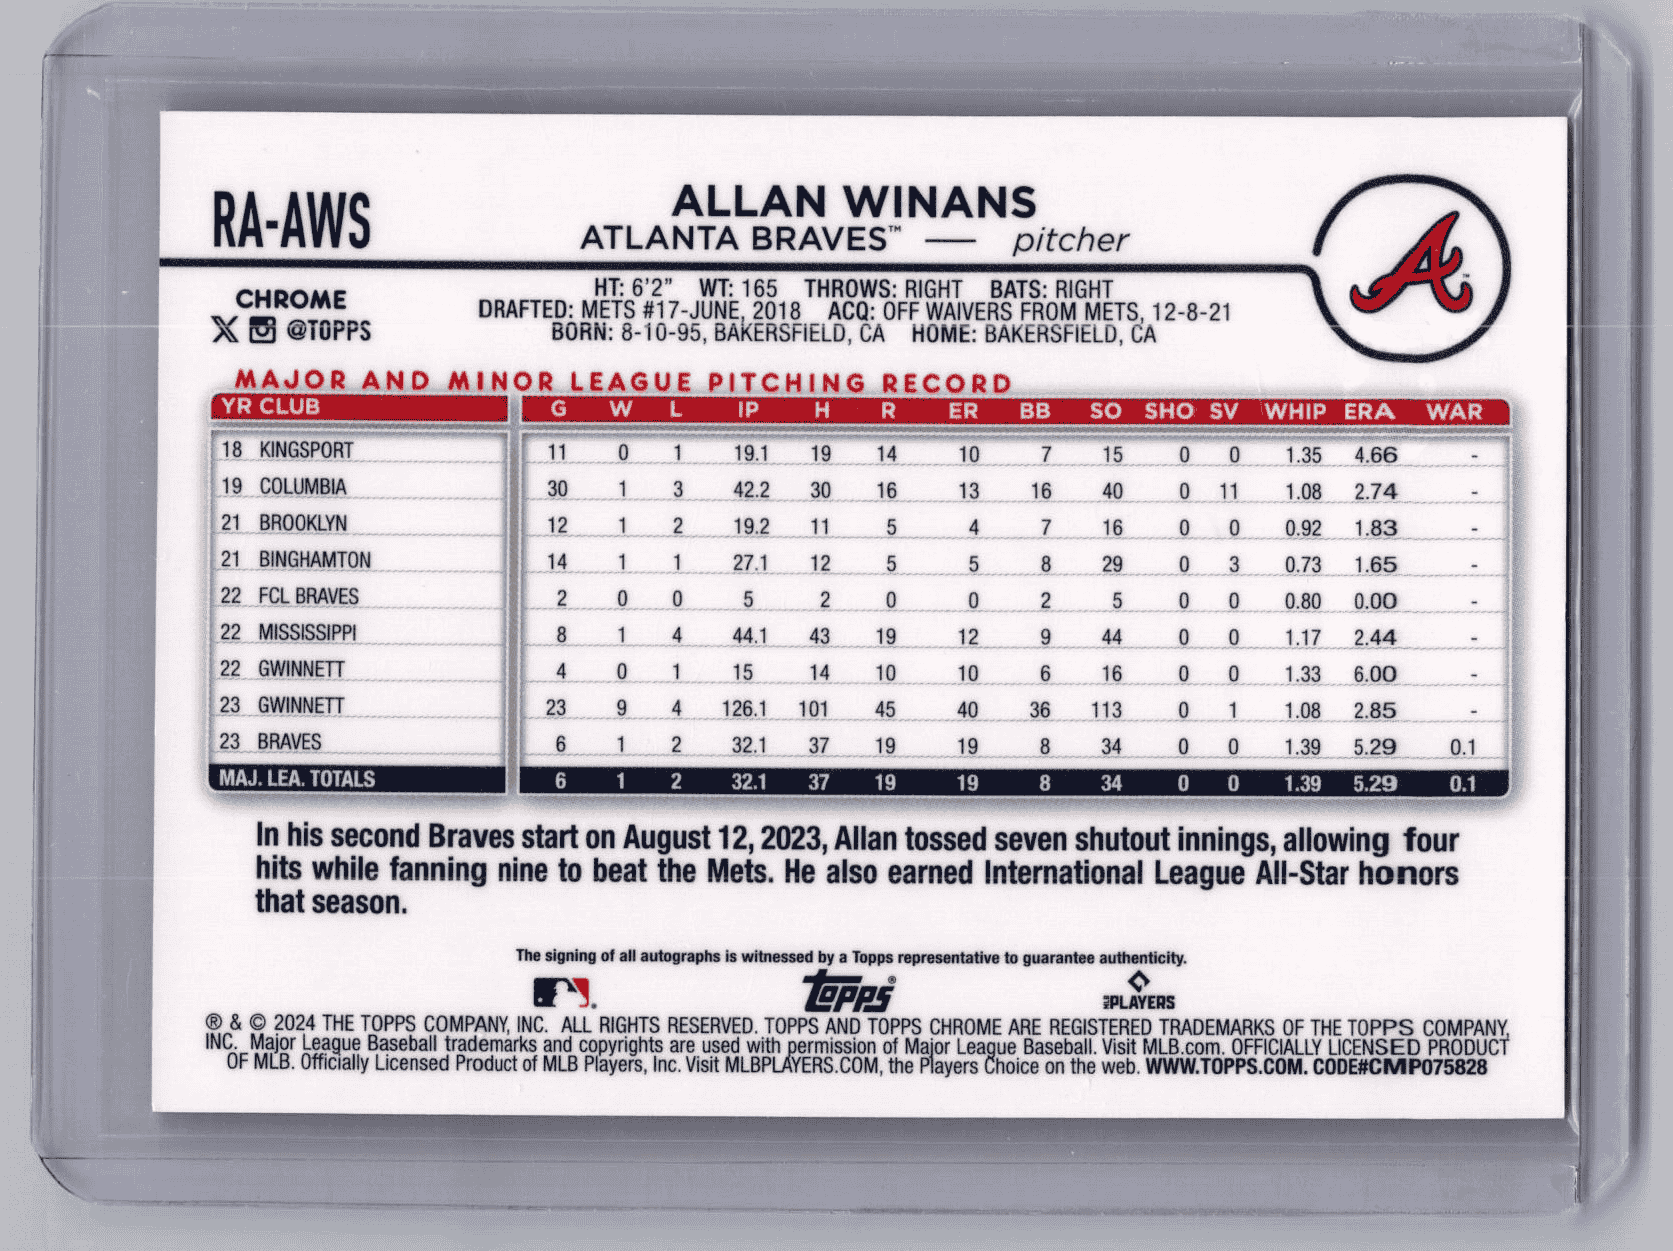 RA-AWS
ALLAN WINANS
ATLANTA BRAVES™ — pitcher
CHROME
@TOPPS
HT: 6'2" WT: 165 THROWS: RIGHT BATS: RIGHT
DRAFTED: METS #17-JUNE, 2018 ACQ: OFF WAIVERS FROM METS, 12-8-21
BORN: 8-10-95, BAKERSFIELD, CA HOME: BAKERSFIELD, CA
A™
MAJOR AND MINOR LEAGUE PITCHING RECORD
YR CLUB G W L IP H R ER BB SO SHO SV WHIP ERA WAR
18 KINGSPORT 11 0 1 19.1 19 14 10 7 15 0 0 1.35 4.66 -
19 COLUMBIA 30 1 3 42.2 30 16 13 16 40 0 11 1.08 2.74 -
21 BROOKLYN 12 1 2 19.2 11 5 4 7 16 0 0 0.92 1.83 -
21 BINGHAMTON 14 1 1 27.1 12 5 5 8 29 0 3 0.73 1.65 -
22 FCL BRAVES 2 0 0 5 2 0 0 2 5 0 0 0.80 0.00 -
22 MISSISSIPPI 8 1 4 44.1 43 19 12 9 44 0 0 1.17 2.44 -
22 GWINNETT 4 0 1 15 14 10 10 6 16 0 0 1.33 6.00 -
23 GWINNETT 23 9 4 126.1 101 45 40 36 113 0 1 1.08 2.85 -
23 BRAVES 6 1 2 32.1 37 19 19 8 34 0 0 1.39 5.29 0.1
MAJ. LEA. TOTALS 6 1 2 32.1 37 19 19 8 34 0 0 1.39 5.29 0.1
In his second Braves start on August 12, 2023, Allan tossed seven shutout innings, allowing four
hits while fanning nine to beat the Mets. He also earned International League All-Star honors
that season.
The signing of all autographs is witnessed by a Topps representative to guarantee authenticity.
topps®
MLB PLAYERS
® & © 2024 THE TOPPS COMPANY, INC. ALL RIGHTS RESERVED. TOPPS AND TOPPS CHROME ARE REGISTERED TRADEMARKS OF THE TOPPS COMPANY,
INC. Major League Baseball trademarks and copyrights are used with permission of Major League Baseball. Visit MLB.com. OFFICIALLY LICENSED PRODUCT
OF MLB. Officially Licensed Product of MLB Players, Inc. Visit MLBPLAYERS.COM, the Players Choice on the web. WWW.TOPPS.COM. CODE#CMP075828